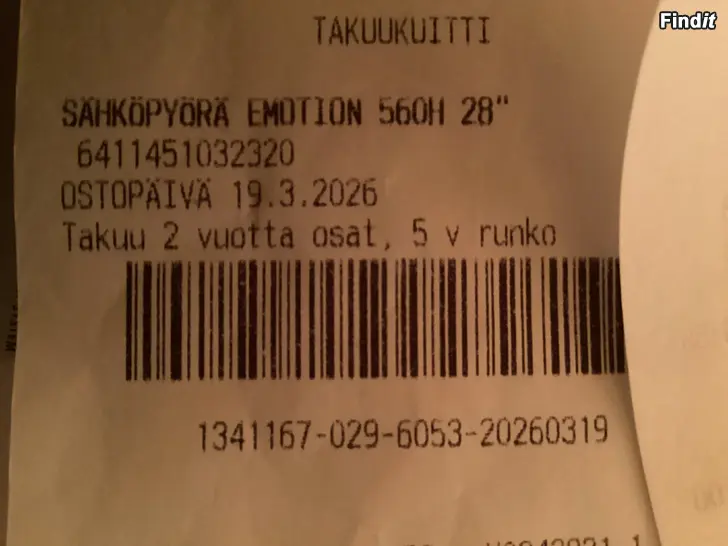 Findit
TAKUUKUITTI
SÄHKÖPYÖRÄ EMOTION 560H 28"
6411451032320
OSTOPÄIVÄ 19.3.2026
Takuu 2 vuotta osat, 5 v runko
1341167-029-6053-20260319